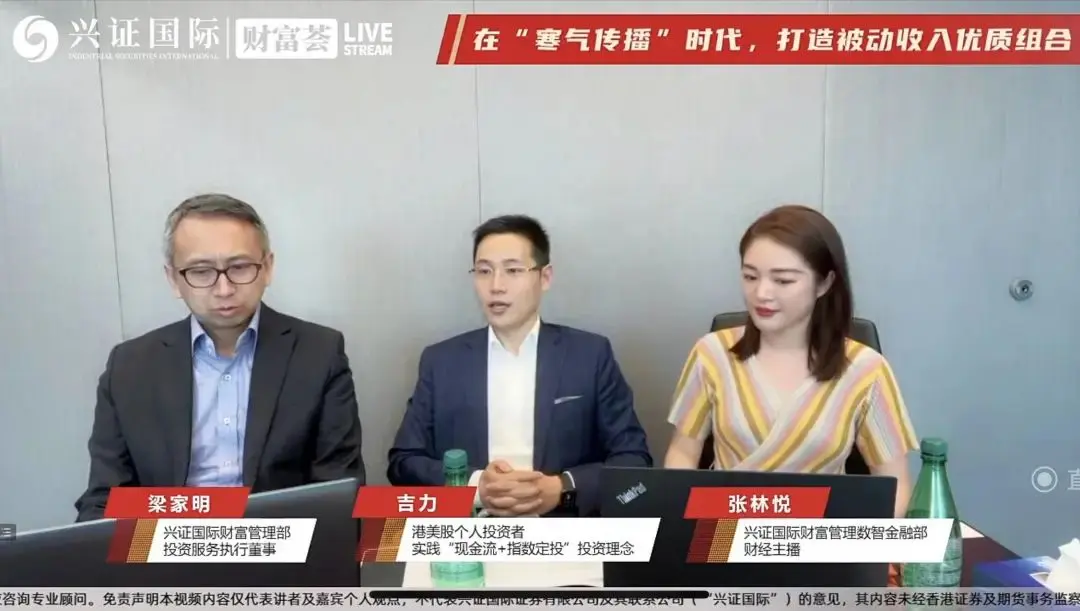 兴证国际
INDUSTRIAL SECURITIES INTERNATIONAL
财富荟
LIVE
STREAM
在“寒气传播”时代，打造被动收入优质组合
ThinkPad
梁家明
兴证国际财富管理部
投资服务执行董事
吉力
港美股个人投资者
实践“现金流+指数定投”投资理念
张林悦
兴证国际财富管理数智金融部
财经主播
咨询专业顾问。免责声明本视频内容仅代表讲者及嘉宾个人观点，不代表兴证国际证券有限公司及其联系公司（“兴证国际”）的意见，其内容未经香港证券及期货事务监察